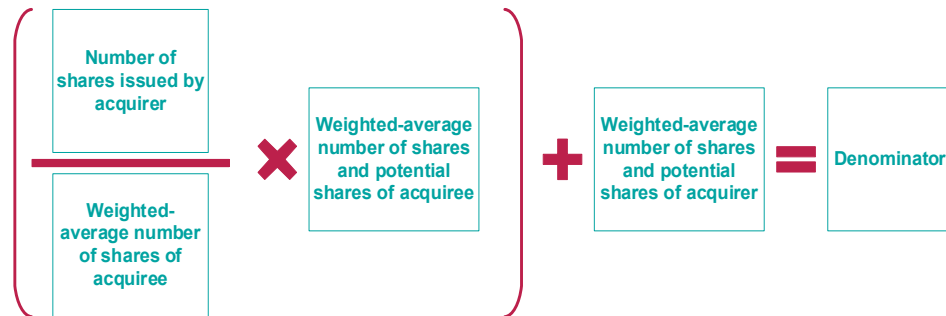 Number of
shares issued by
acquirer
Weighted-
average number
of shares of
acquiree
Weighted-average
number of shares
and potential
shares of acquiree
Weighted-average
number of shares
and potential
shares of acquirer
Denominator